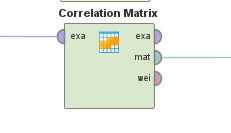 Correlation Matrix
exa exa
mat
wei